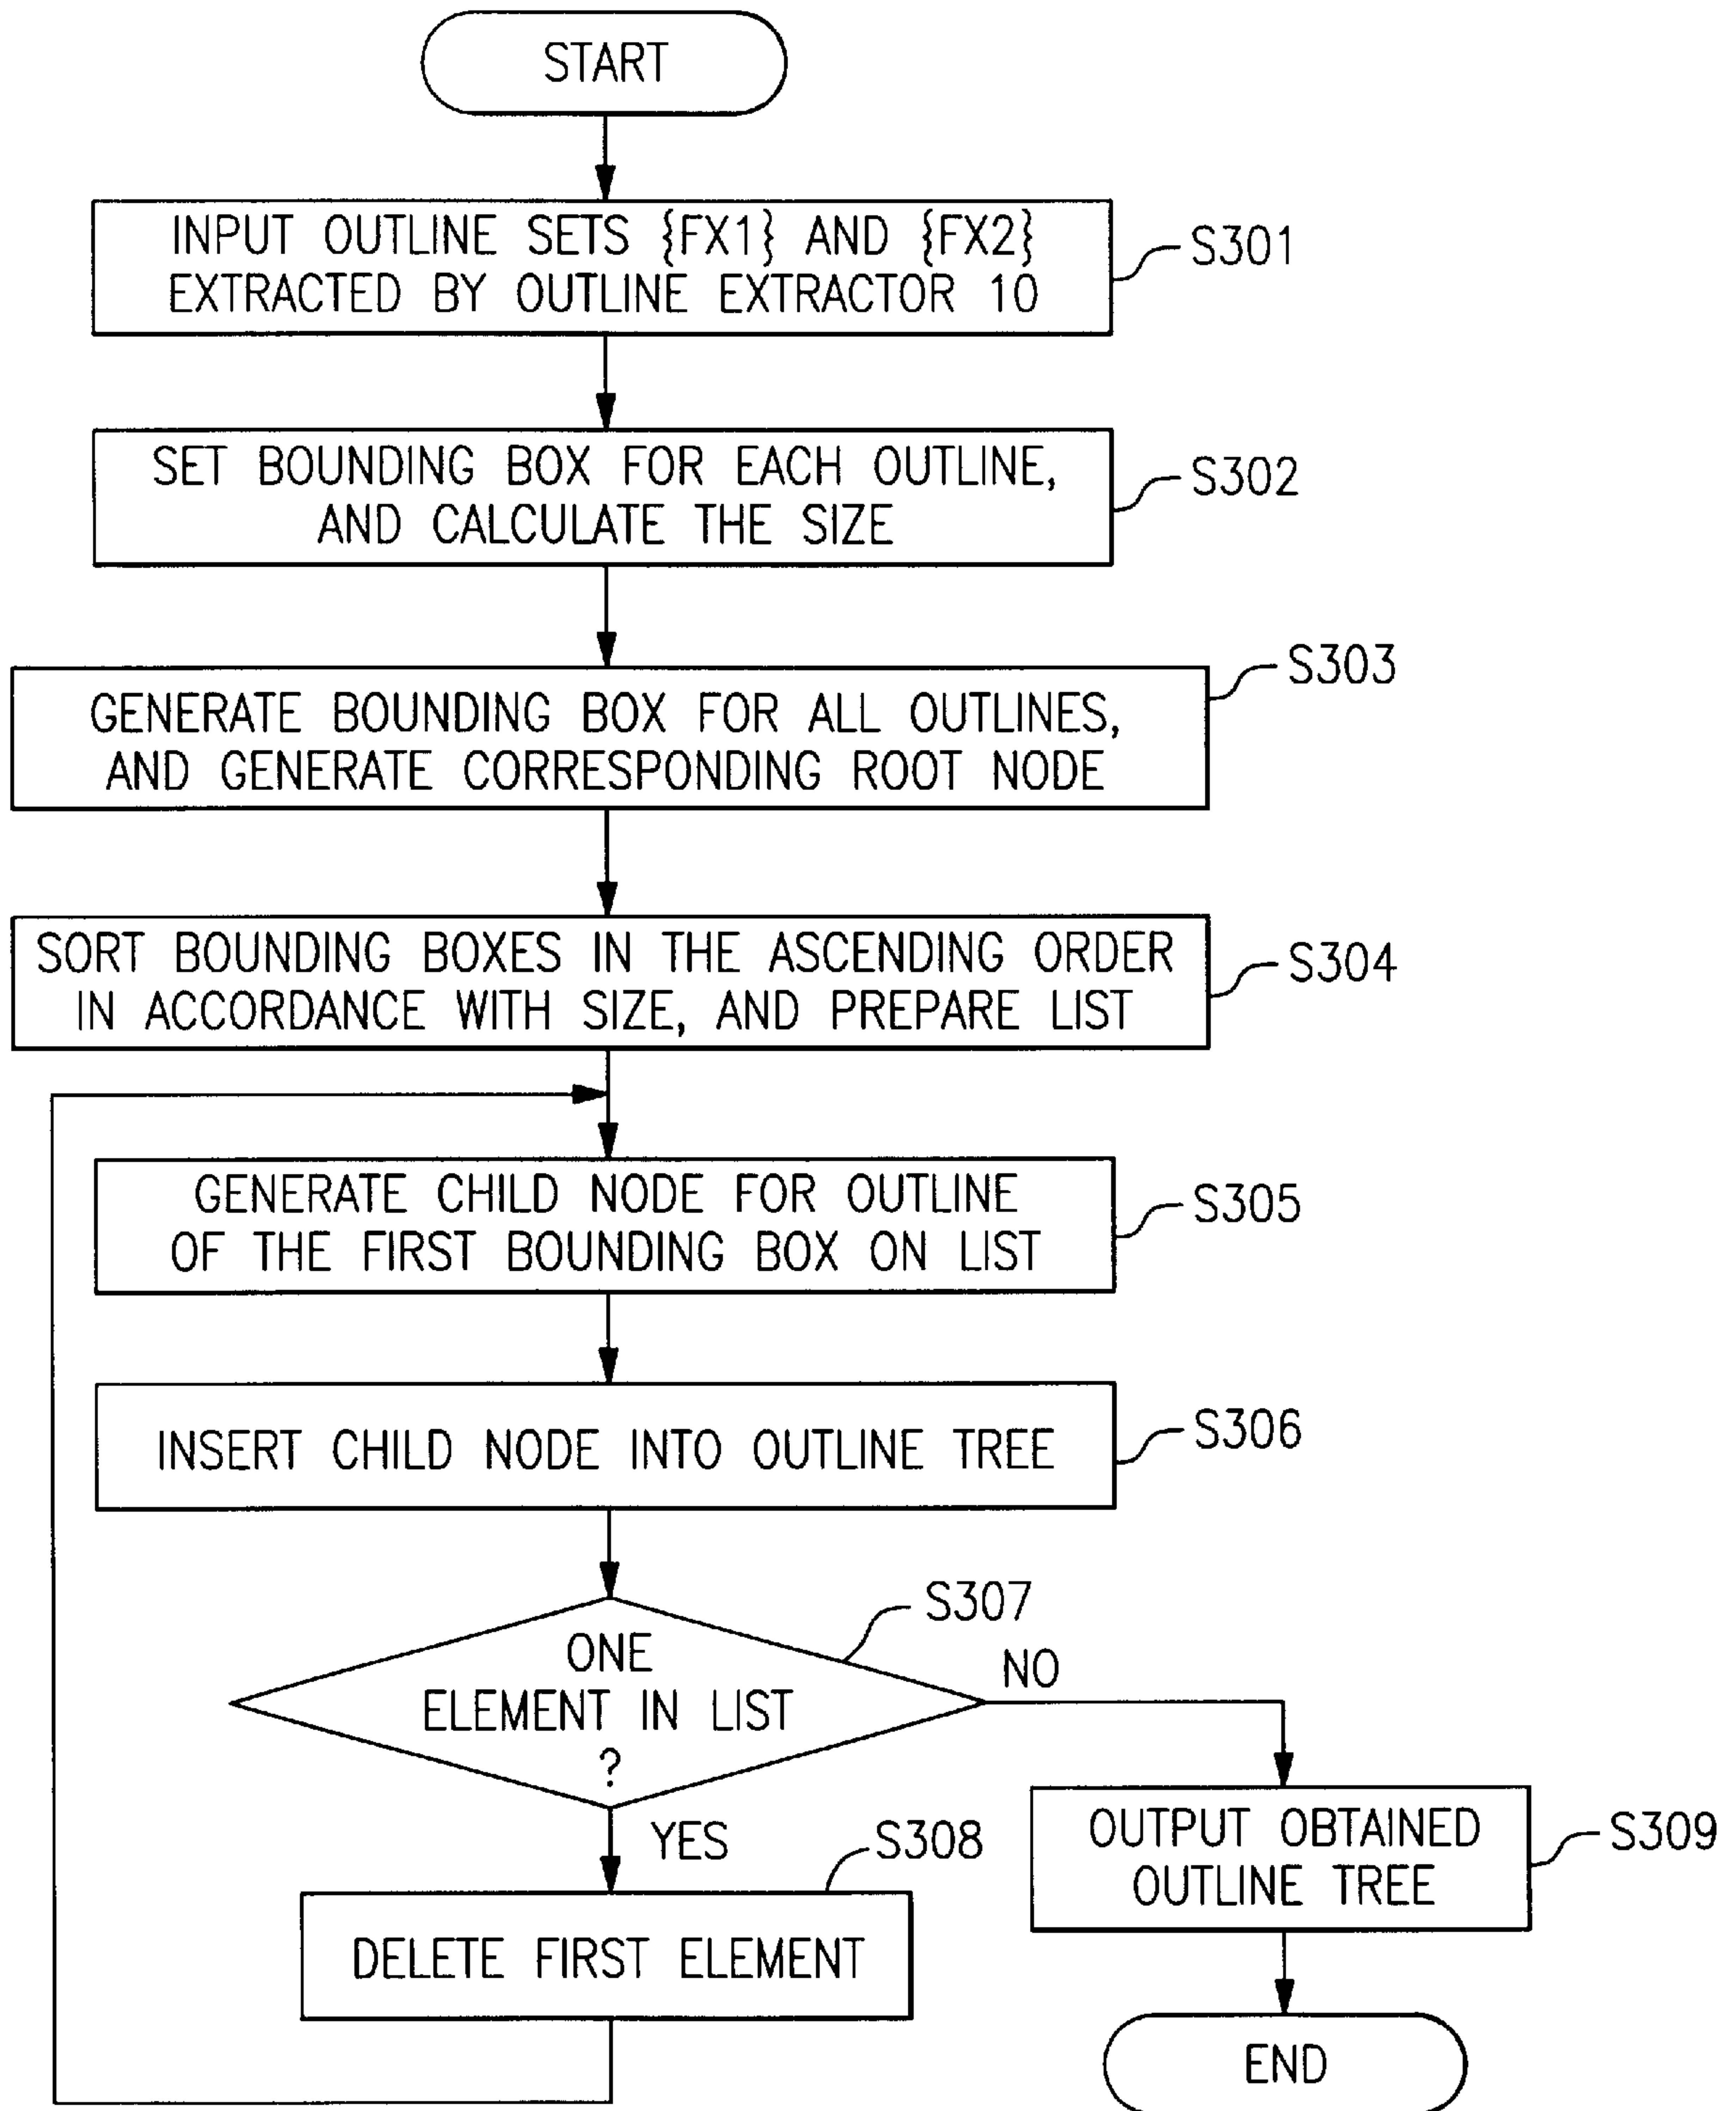 START
INPUT OUTLINE SETS {FX1} AND {FX2}
EXTRACTED BY OUTLINE EXTRACTOR 10
S301
SET BOUNDING BOX FOR EACH OUTLINE,
AND CALCULATE THE SIZE
S302
GENERATE BOUNDING BOX FOR ALL OUTLINES,
AND GENERATE CORRESPONDING ROOT NODE
S303
SORT BOUNDING BOXES IN THE ASCENDING ORDER
IN ACCORDANCE WITH SIZE, AND PREPARE LIST
S304
GENERATE CHILD NODE FOR OUTLINE
OF THE FIRST BOUNDING BOX ON LIST
S305
INSERT CHILD NODE INTO OUTLINE TREE
S306
ONE
ELEMENT IN LIST
?
S307
NO
YES
DELETE FIRST ELEMENT
S308
OUTPUT OBTAINED
OUTLINE TREE
S309
END